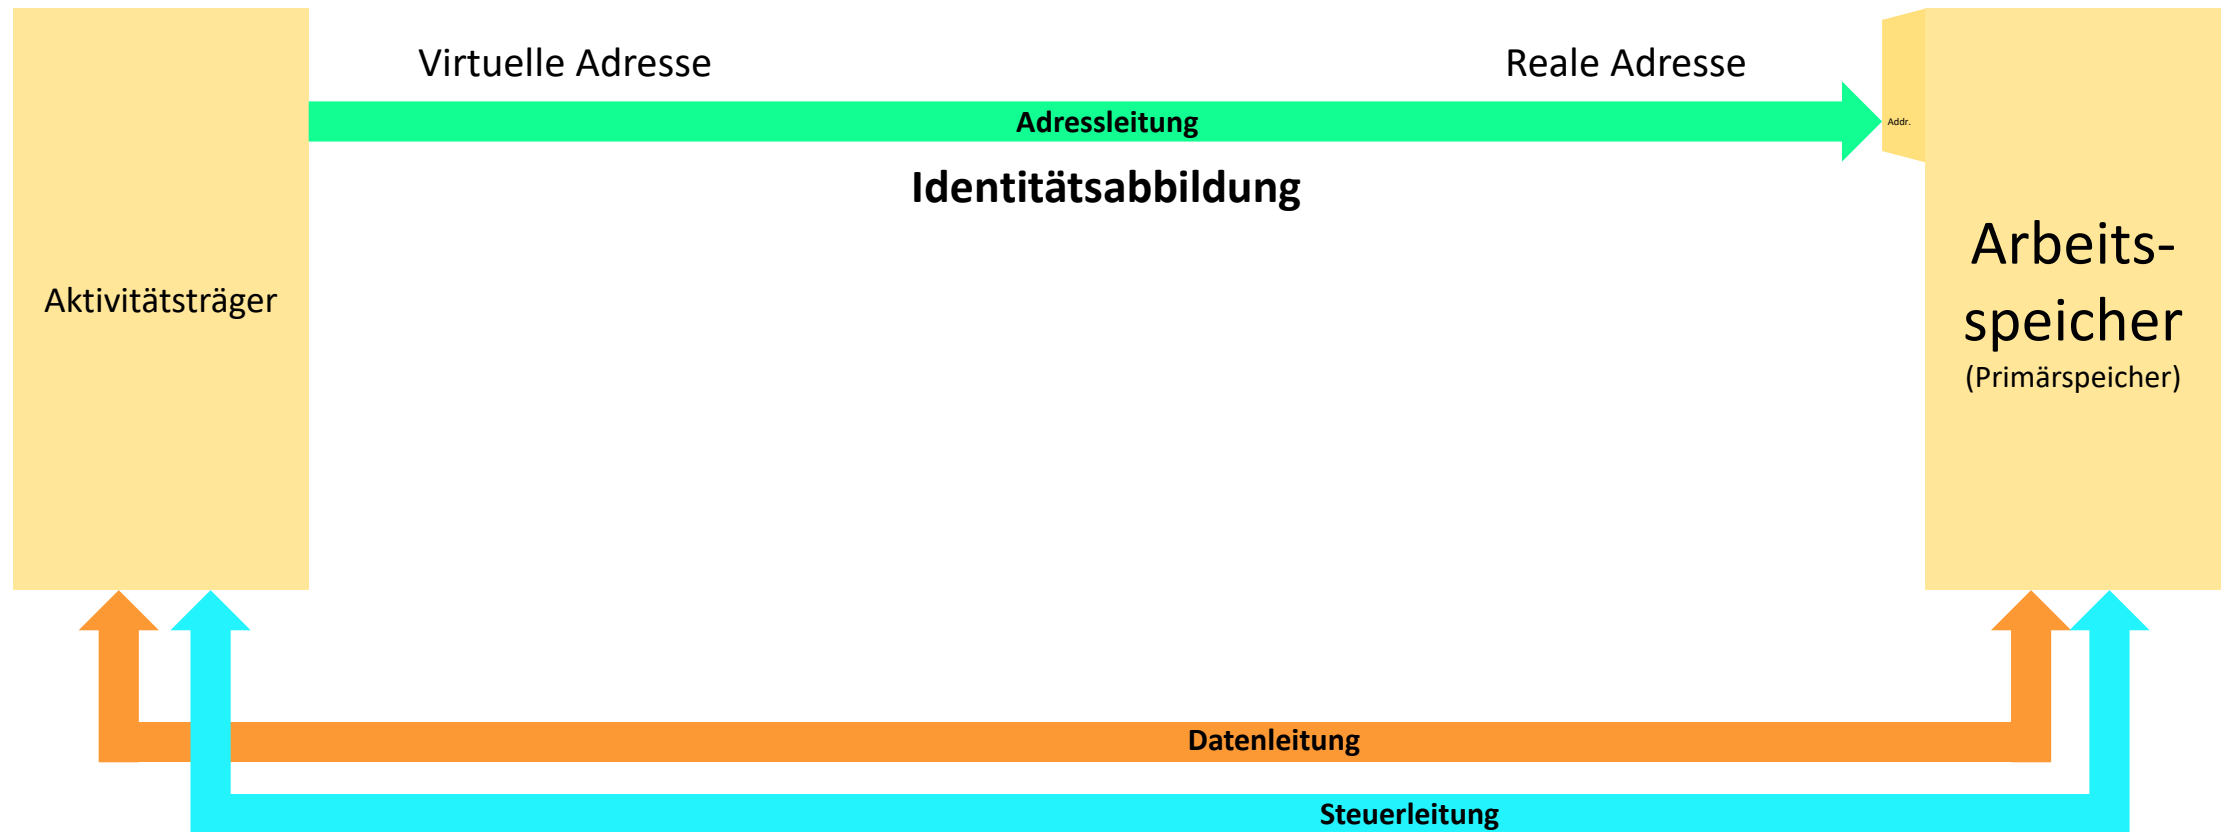 Virtuelle Adresse
Reale Adresse
Adressleitung
Addr.
Identitätsabbildung
Aktivitätsträger
Arbeits-
speicher
(Primärspeicher)
Datenleitung
Steuerleitung